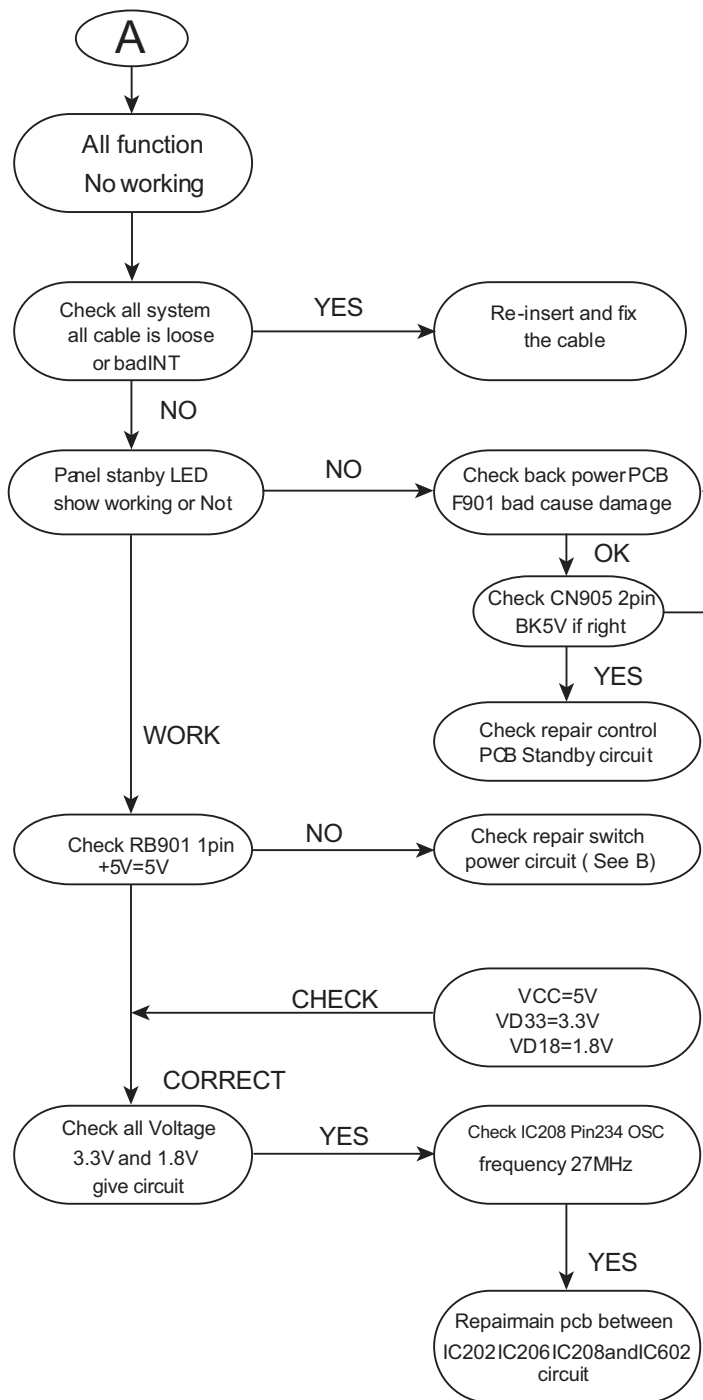 A
All function
No working
Check all system
all cable is loose
or badINT
YES
Re-insert and fix
the cable
NO
Panel stanby LED
show working or Not
NO
Check back power PCB
F901 bad cause damage
OK
Check CN905 2pin
BK5V if right
YES
Check repair control
PCB Standby circuit
WORK
Check RB901 1pin
+5V=5V
NO
Check repair switch
power circuit ( See B)
CHECK
VCC=5V
VD33=3.3V
VD18=1.8V
CORRECT
Check all Voltage
3.3V and 1.8V
give circuit
YES
Check IC208 Pin234 OSC
frequency 27MHz
YES
Repairmain pcb between
IC202IC206IC208andIC602
circuit